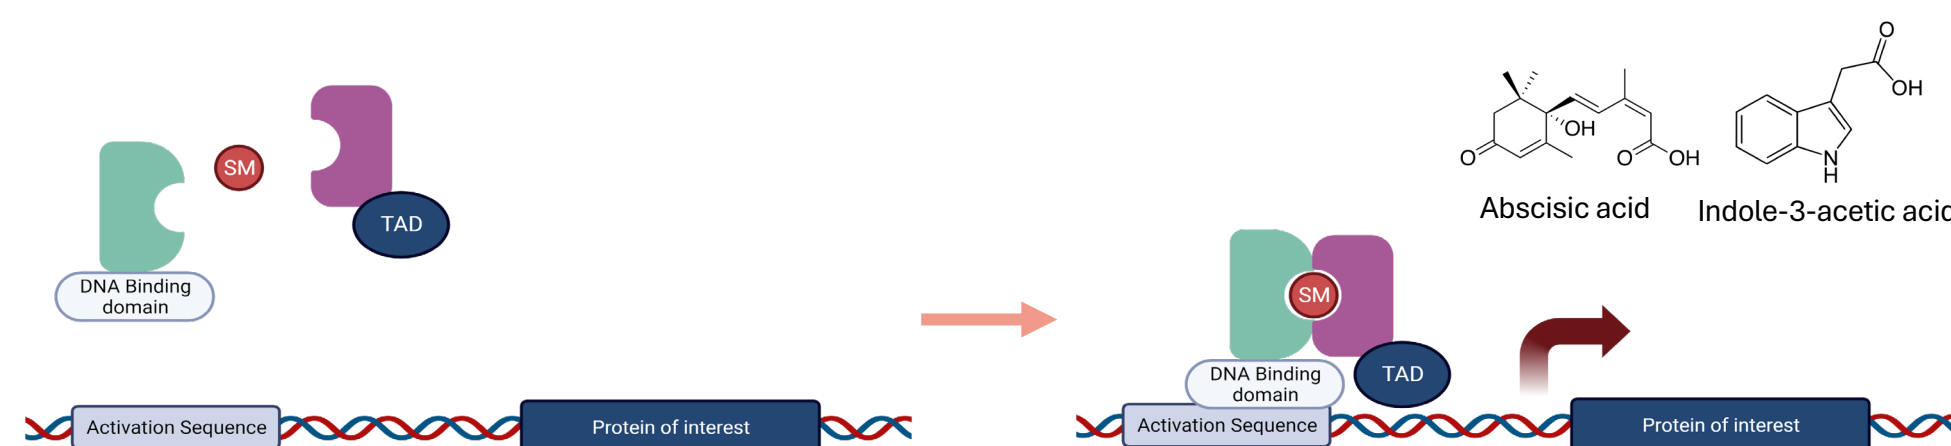 SM
TAD
DNA Binding
domain
Activation Sequence
Protein of interest
O
OH
O
OH
O
OH
O
N
H
Abscisic acid
Indole-3-acetic acid
SM
DNA Binding
domain
TAD
Activation Sequence
Protein of interest